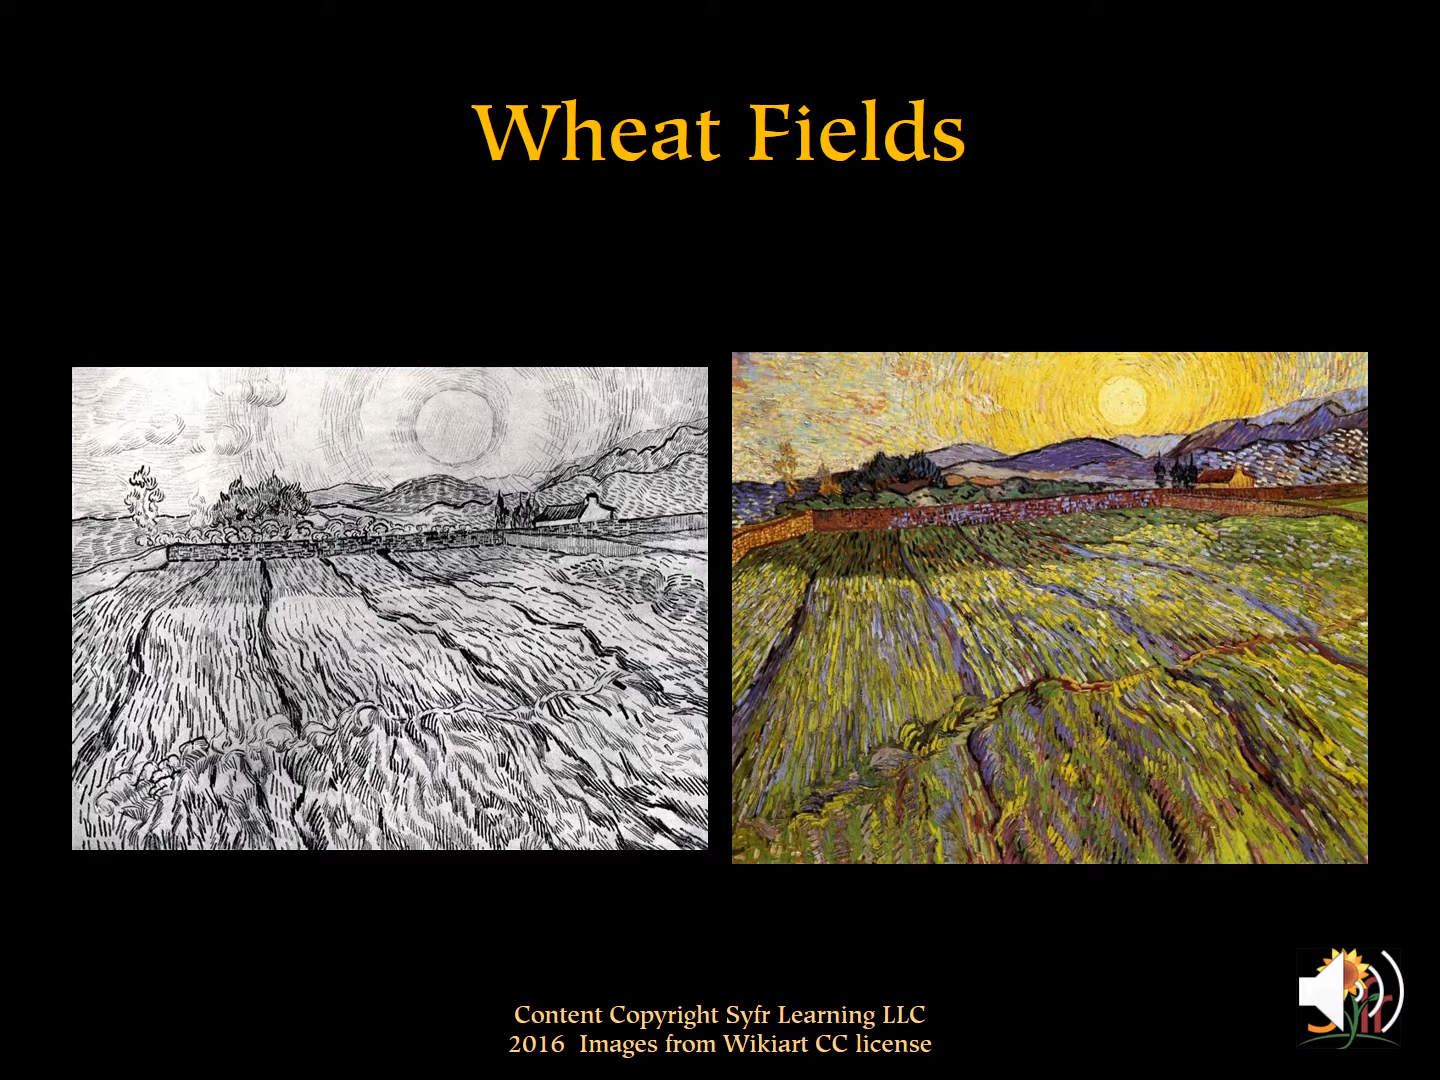 Wheat Fields
Content Copyright Syfr Learning LLC
2016  Images from Wikiart CC license